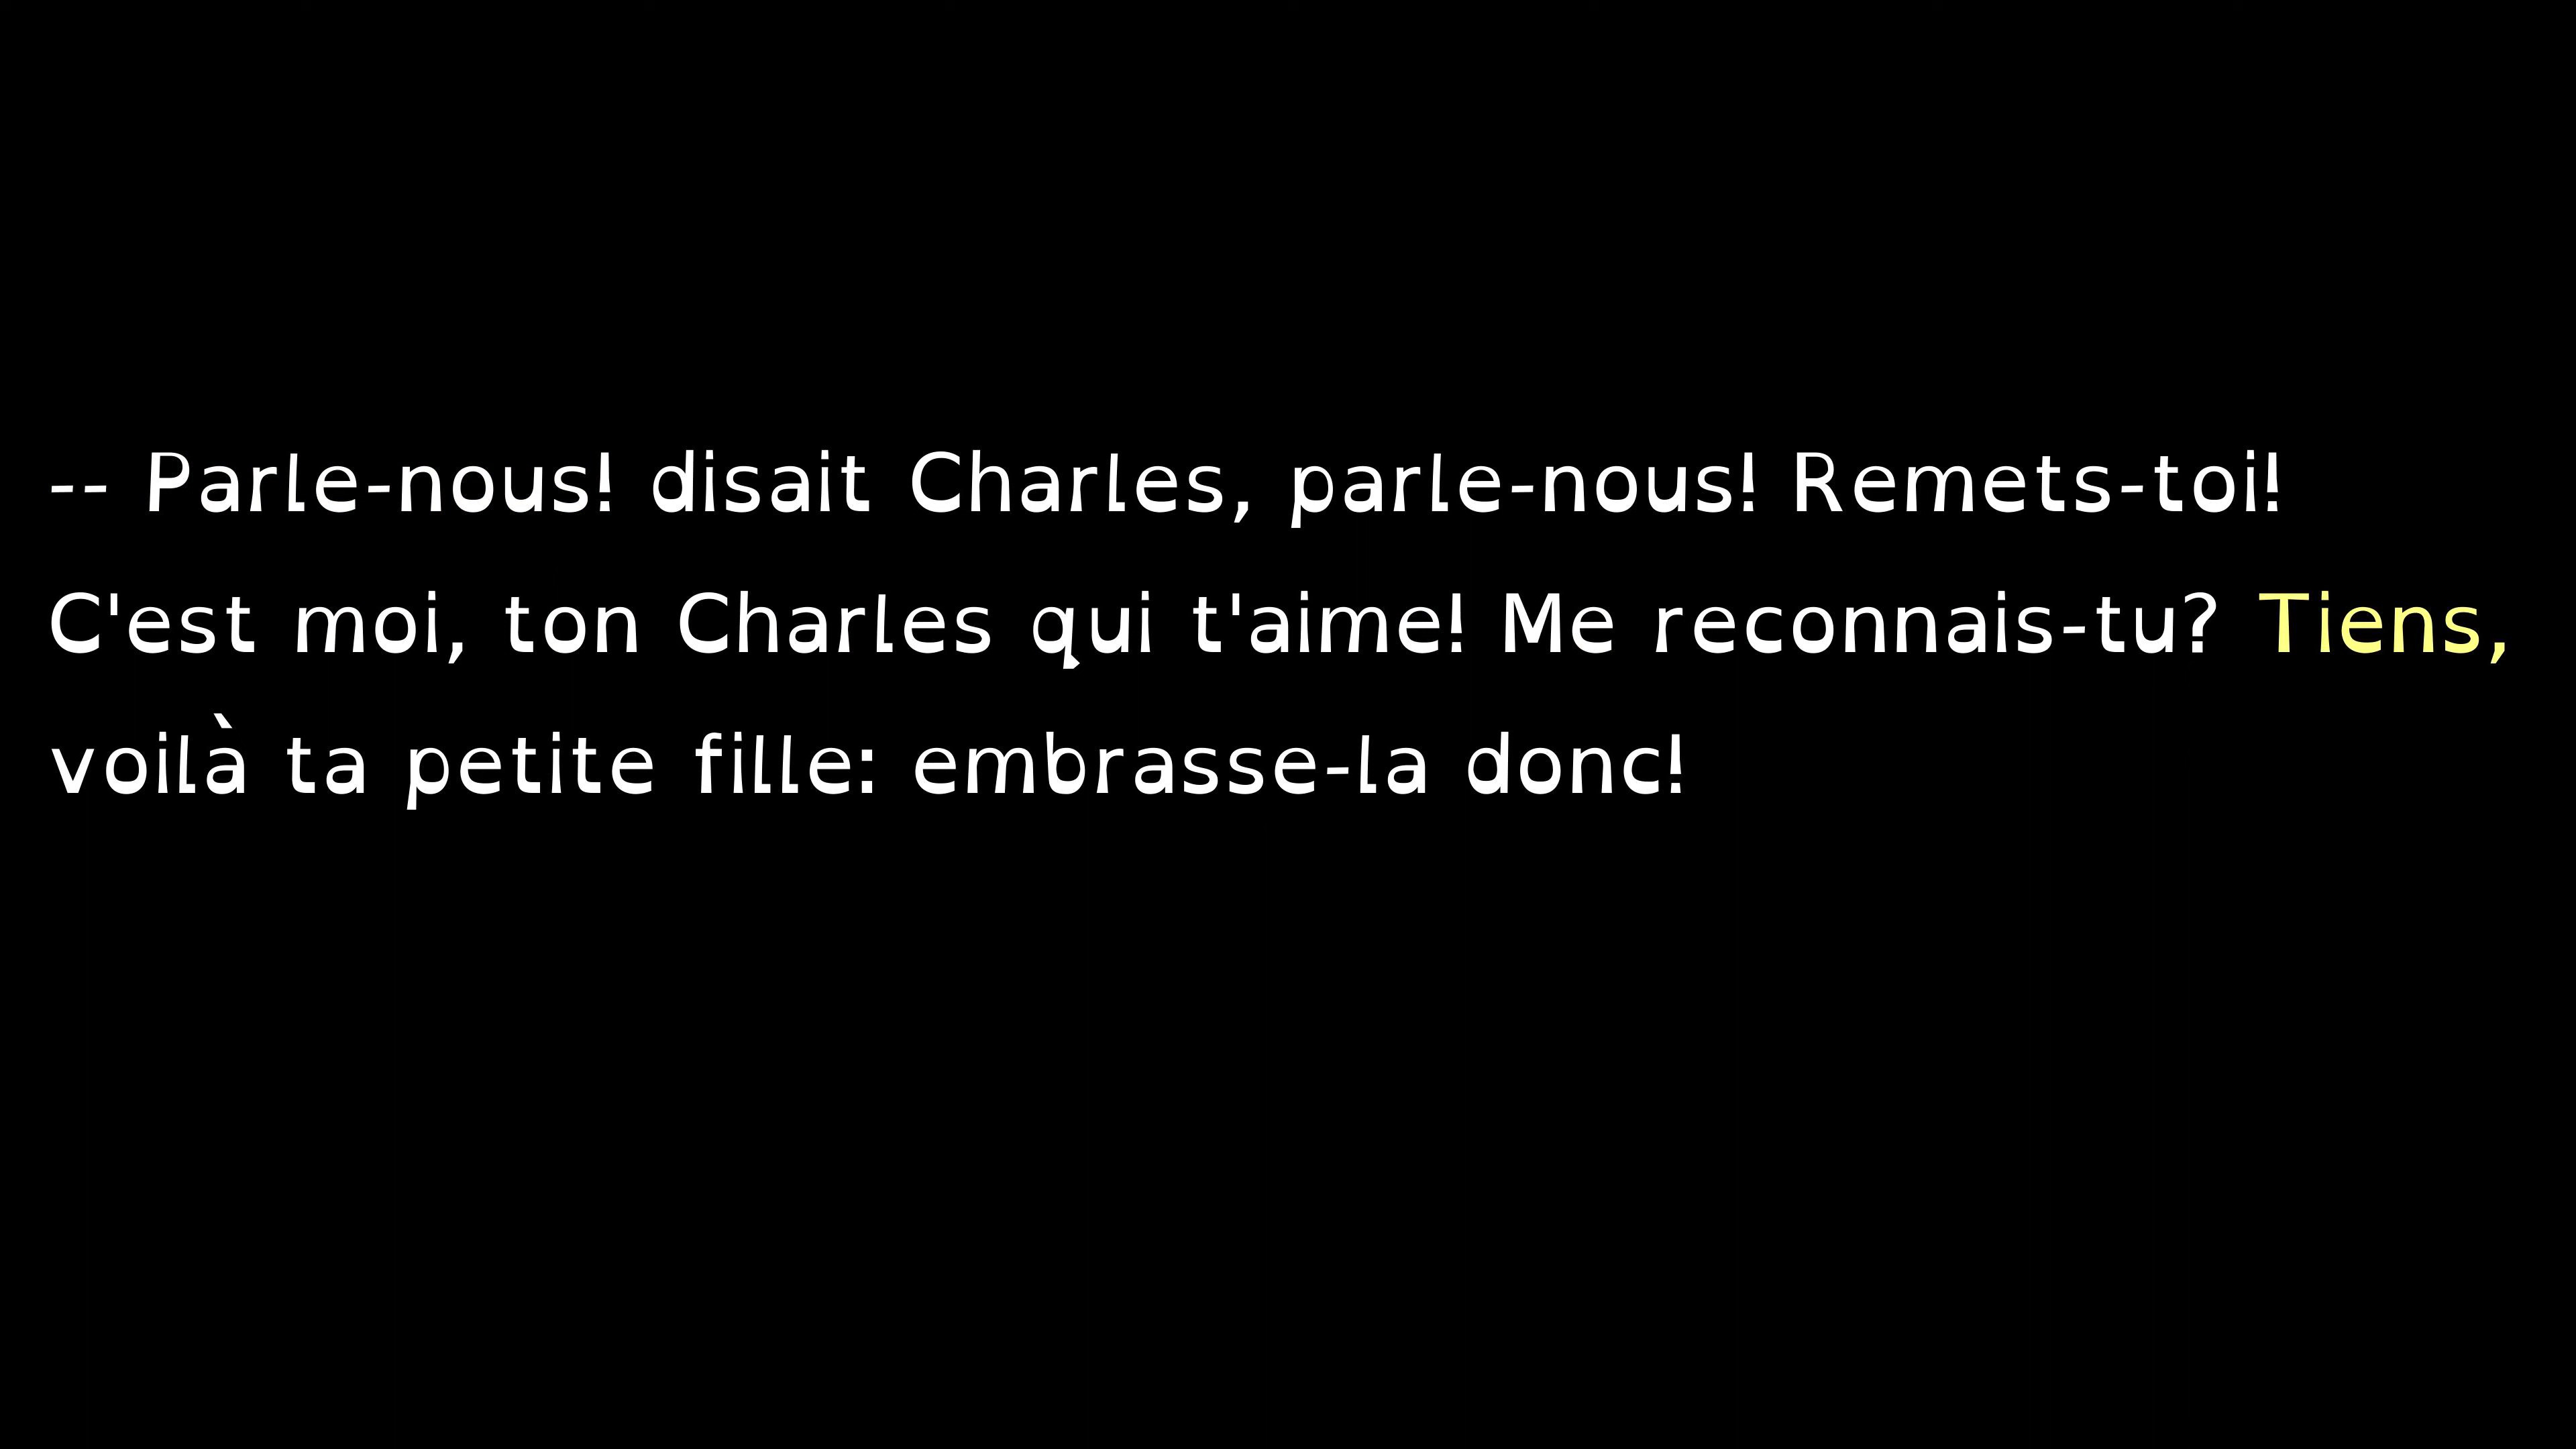 -- Parle-nous! disait Charles, parle-nous! Remets-toi!
C'est moi, ton Charles qui t'aime! Me reconnais-tu? Tiens,
voilà ta petite fille: embrasse-la donc!